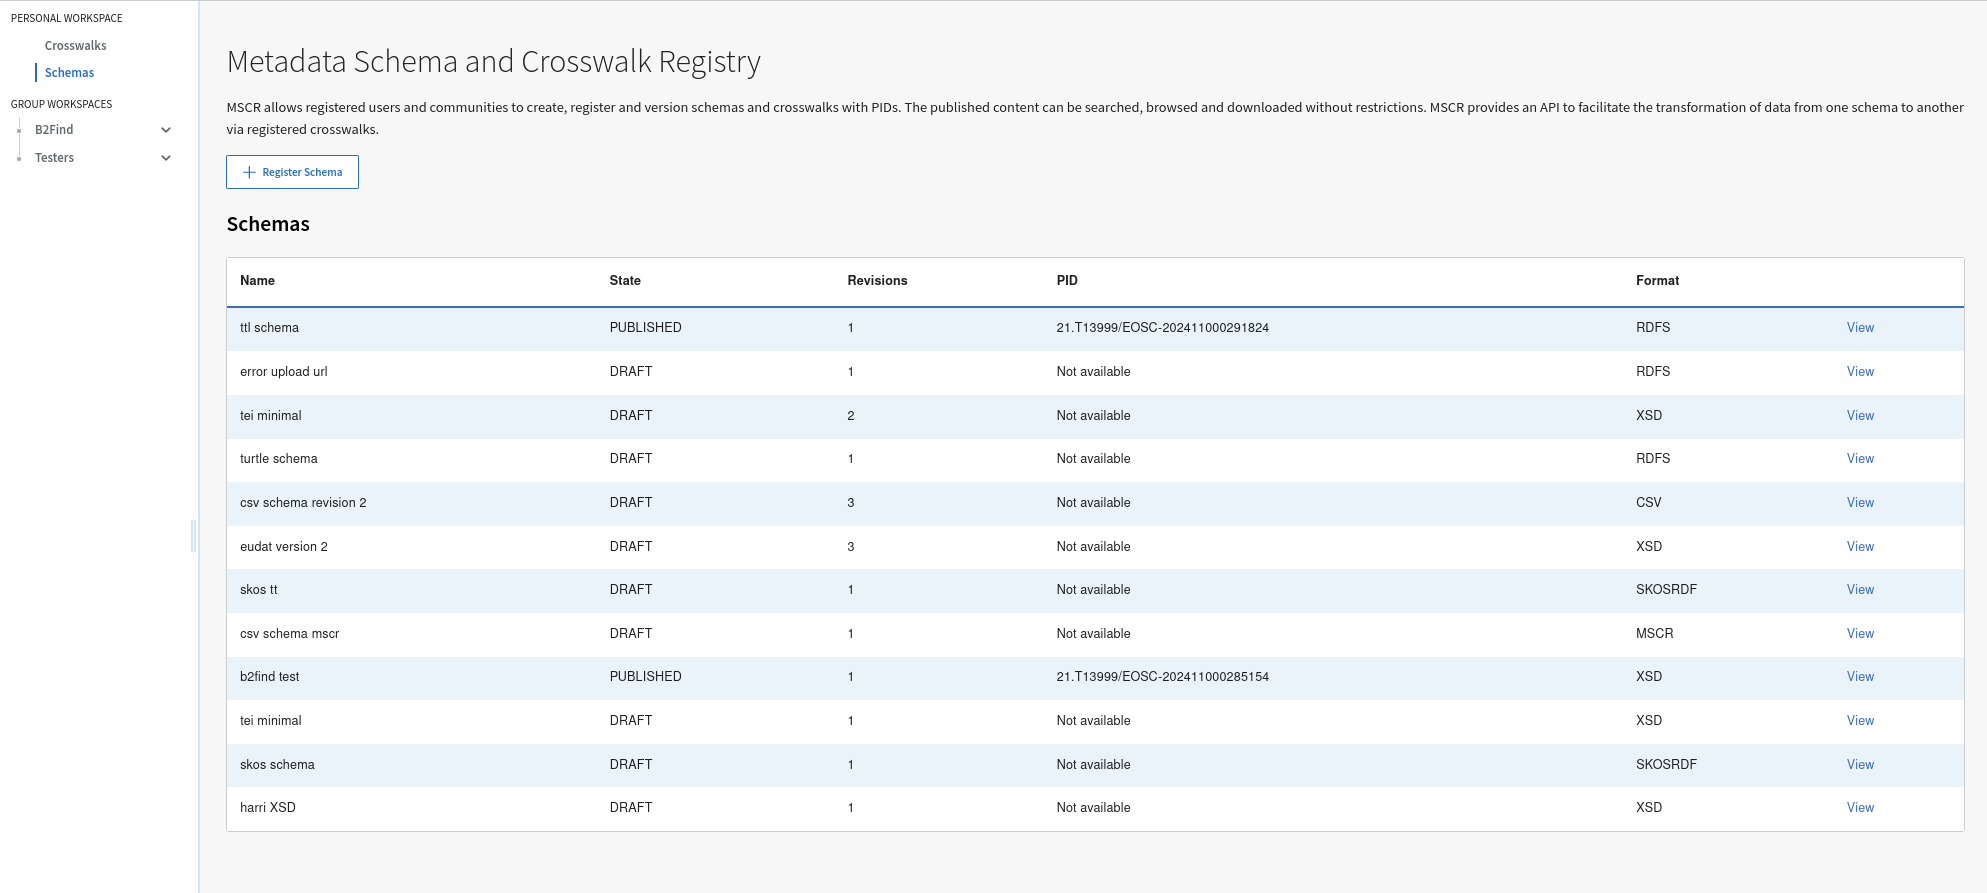 PERSONAL WORKSPACE
Crosswalks
Schemas
GROUP WORKSPACES
B2Find
Testers
Metadata Schema and Crosswalk Registry
MSCR allows registered users and communities to create, register and version schemas and crosswalks with PIDs. The published content can be searched, browsed and downloaded without restrictions. MSCR provides an API to facilitate the transformation of data from one schema to another
via registered crosswalks.
Register Schema
Schemas
Name State Revisions PID Format
ttl schema PUBLISHED 1 21.T13999/EOSC-202411000291824 RDFS View
error upload url DRAFT 1 Not available RDFS View
tei minimal DRAFT 2 Not available XSD View
turtle schema DRAFT 1 Not available RDFS View
csv schema revision 2 DRAFT 3 Not available CSV View
eudat version 2 DRAFT 3 Not available XSD View
skos tt DRAFT 1 Not available SKOSRDF View
csv schema mscr DRAFT 1 Not available MSCR View
b2find test PUBLISHED 1 21.T13999/EOSC-202411000285154 XSD View
tei minimal DRAFT 1 Not available XSD View
skos schema DRAFT 1 Not available SKOSRDF View
harri XSD DRAFT 1 Not available XSD View